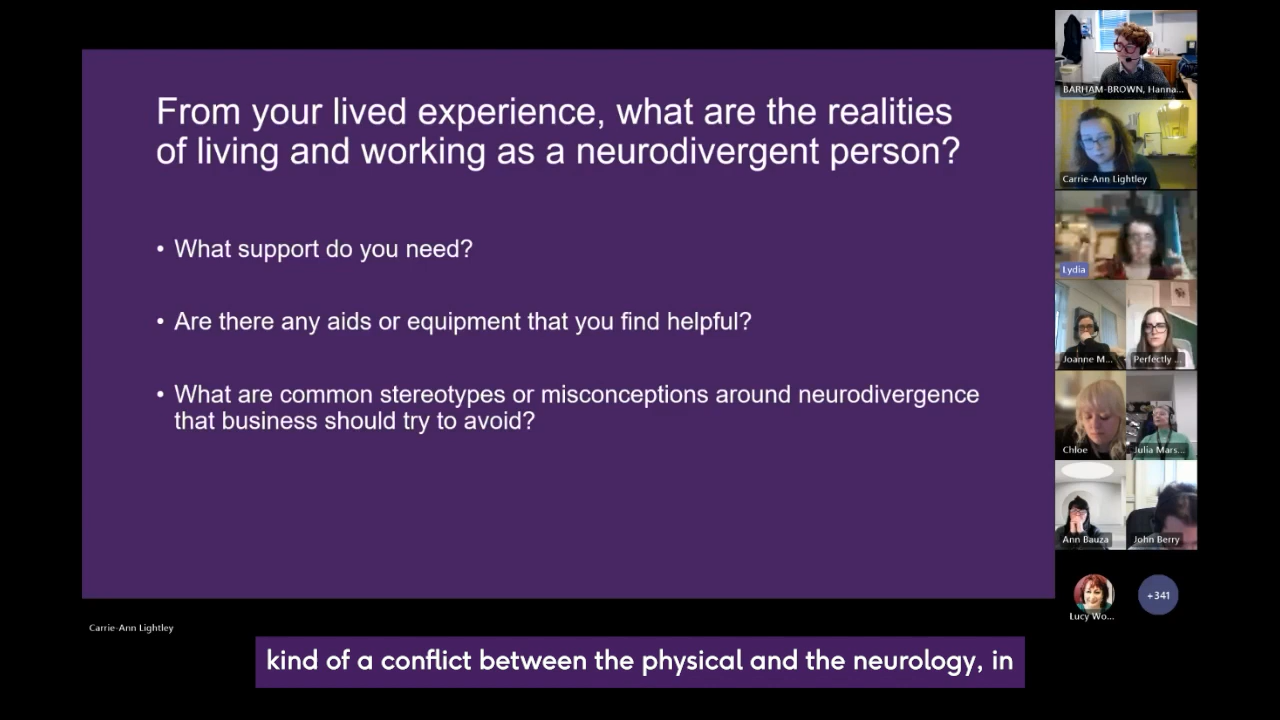 From your lived experience, what are the realities
of living and working as a neurodivergent person?
• What support do you need?
• Are there any aids or equipment that you find helpful?
• What are common stereotypes or misconceptions around neurodivergence
that business should try to avoid?
BARHAM-BROWN, Hanna...
Carrie-Ann Lightley
Lydia
Joanne M...
Perfectly ...
Chloe
Julia Mars...
Ann Bauza
John Berry
Lucy Wo...
+341
Carrie-Ann Lightley
kind of a conflict between the physical and the neurology, in